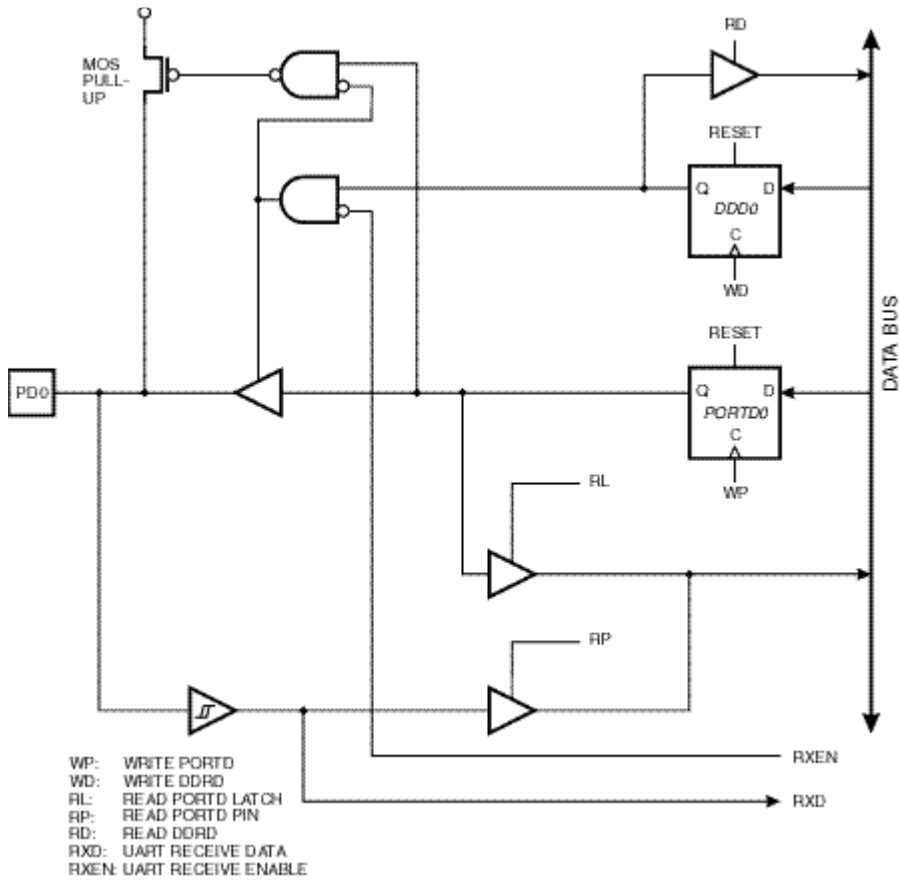 RD
MOS
PULL-
UP
RESET
Q D
DDD0
C
WD
DATA BUS
RESET
PD0
Q D
PORTD0
C
WP
RL
RP
RXEN
RXD
WP: WRITE PORTD
WD: WRITE DDRD
RL: READ PORTD LATCH
RP: READ PORTD PIN
RD: READ DDRD
RXD: UART RECEIVE DATA
RXEN: UART RECEIVE ENABLE